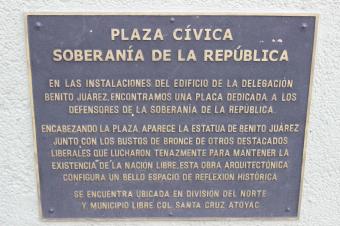 PLAZA CÍVICA
SOBERANÍA DE LA REPÚBLICA
EN LAS INSTALACIONES DEL EDIFICIO DE LA DELEGACIÓN
BENITO JUÁREZ, ENCONTRAMOS UNA PLACA DEDICADA A LOS
DEFENSORES DE LA SOBERANÍA DE LA REPÚBLICA.
ENCABEZANDO LA PLAZA, APARECE LA ESTATUA DE BENITO JUÁREZ
JUNTO CON LOS BUSTOS DE BRONCE DE OTROS DESTACADOS
LIBERALES QUE LUCHARON TENAZMENTE PARA MANTENER LA
EXISTENCIA DE LA NACIÓN LIBRE, ESTA OBRA ARQUITECTÓNICA
CONFIGURA UN BELLO ESPACIO DE REFLEXION HISTÓRICA
SE ENCUENTRA UBICADA EN DIVISION DEL NORTE
Y MUNICIPIO LIBRE COL. SANTA CRUZ ATOYAC